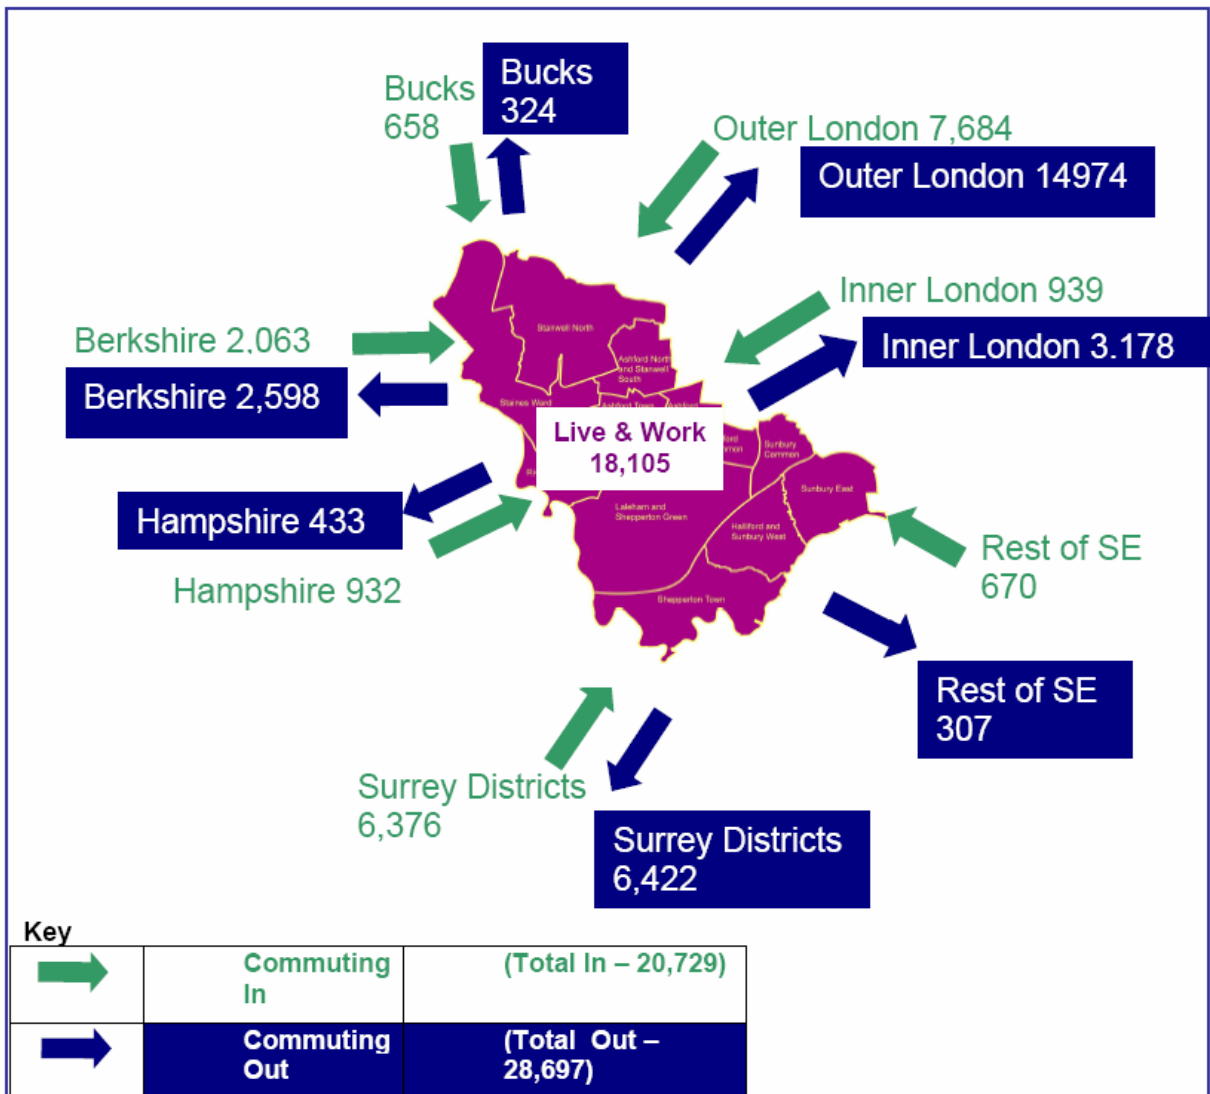 Bucks
658
Bucks
324
Outer London 7,684
Outer London 14974
Inner London 939
Inner London 3.178
Berkshire 2,063
Berkshire 2,598
Stanwell North
Ashford North
and Stanwell
South
Staines Ward
Ashford Town
Ashford
Live & Work
18,105
Sunbury
Common
Sunbury East
Laleham and
Shepperton Green
Halliford and
Sunbury West
Shepperton Town
Hampshire 433
Hampshire 932
Rest of SE
670
Rest of SE
307
Surrey Districts
6,376
Surrey Districts
6,422
Key
Commuting
In
(Total In – 20,729)
Commuting
Out
(Total Out –
28,697)